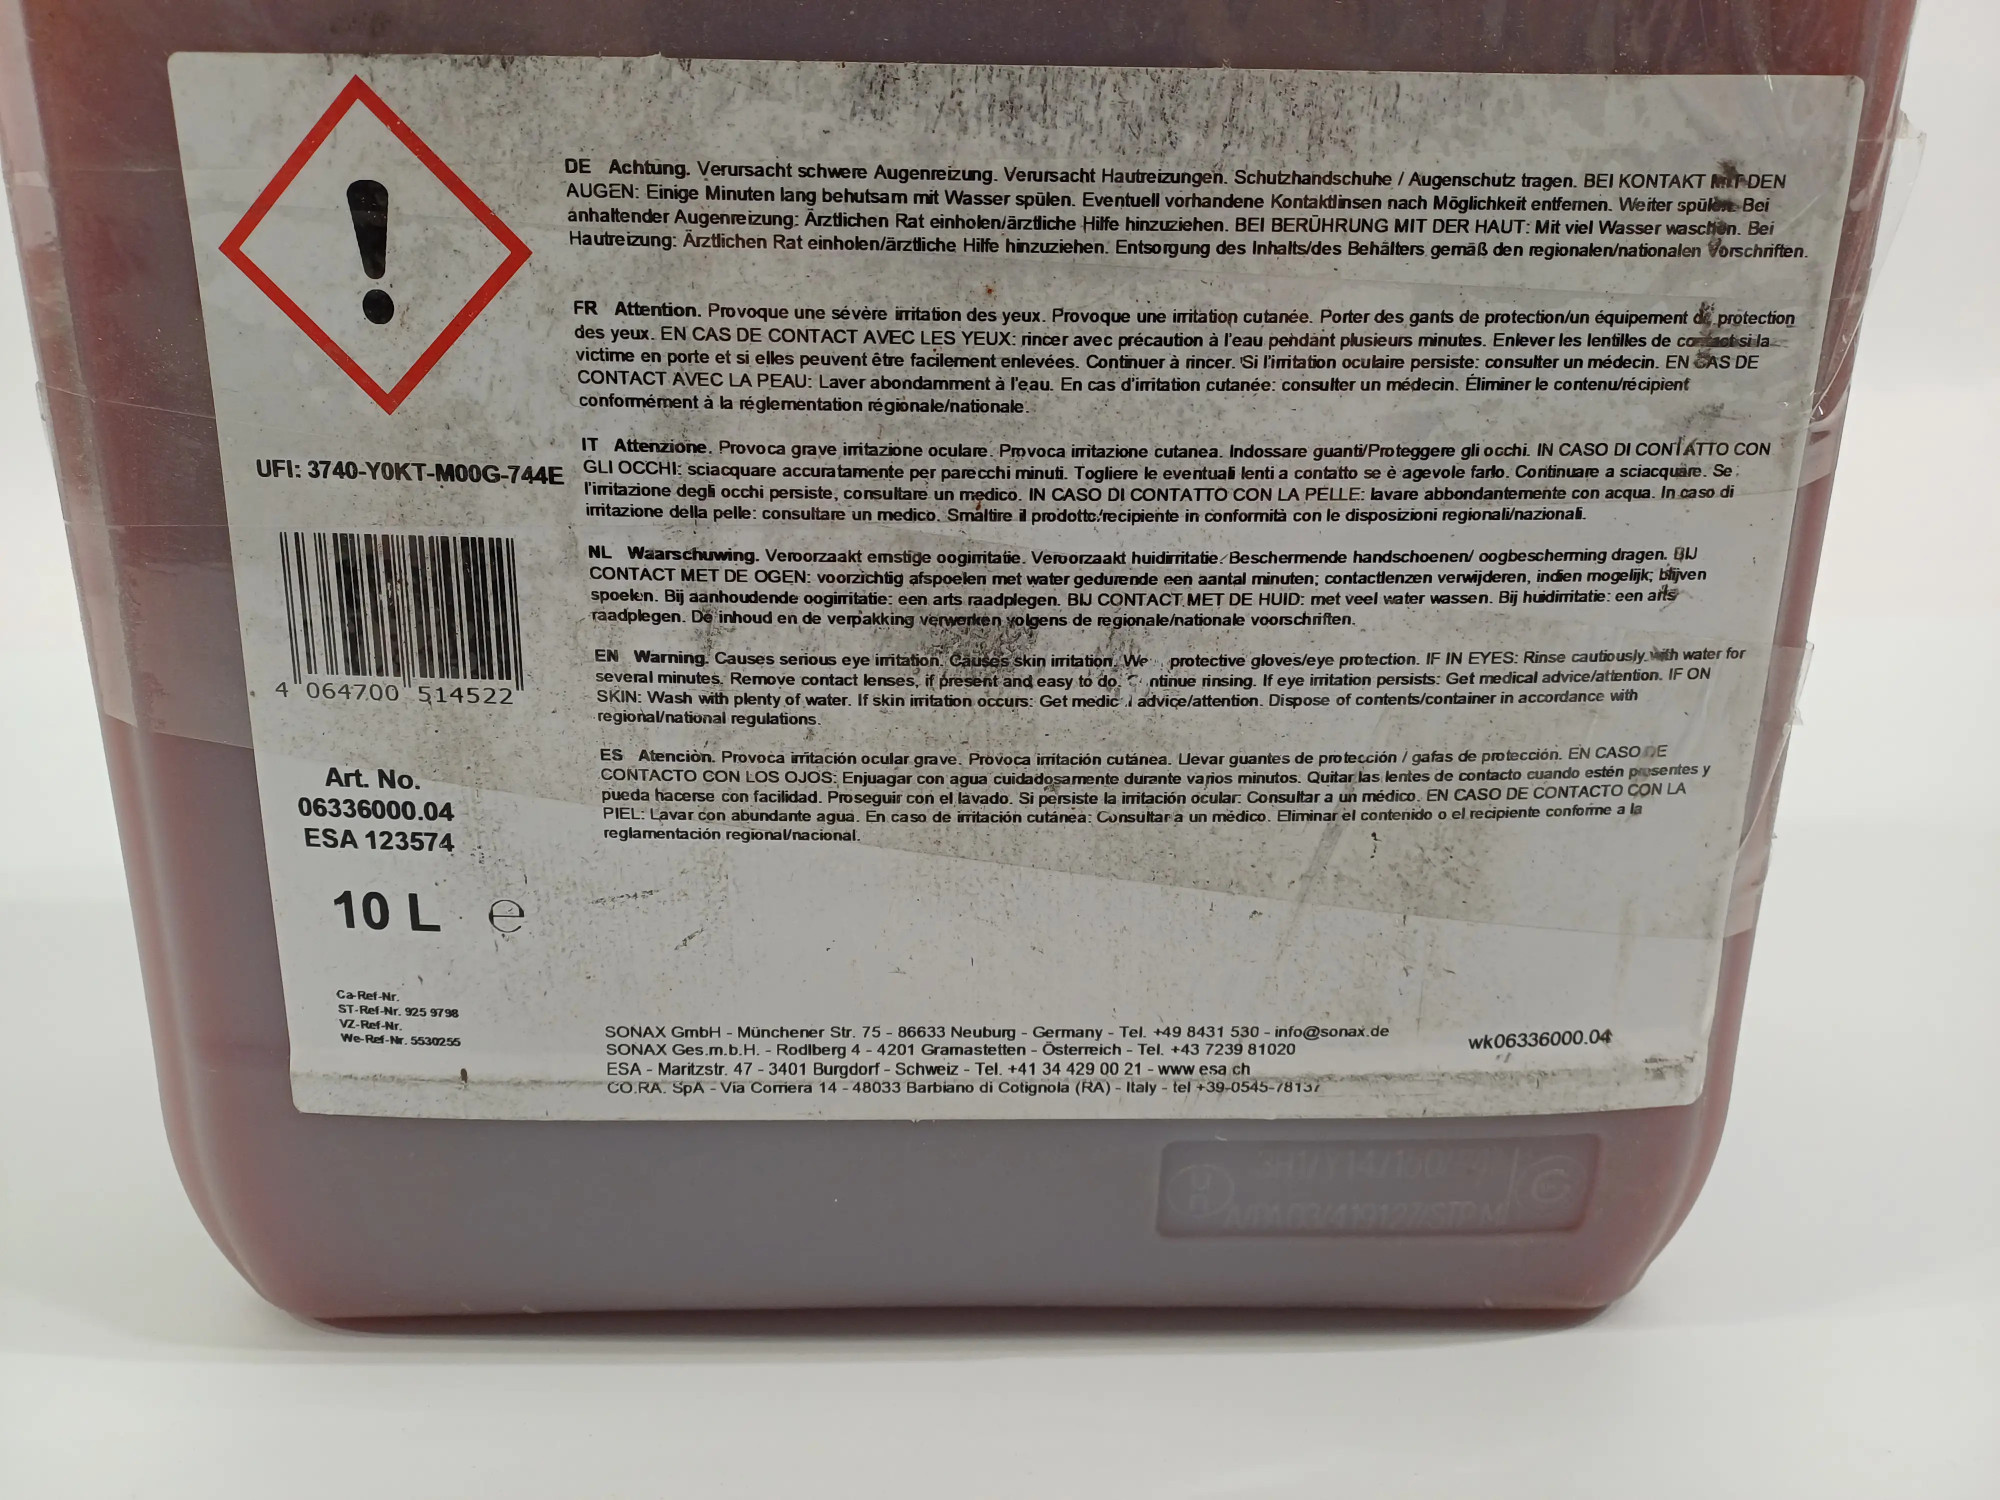 DE Achtung. Verursacht schwere Augenreizung. Verursacht Hautreizungen. Schutzhandschuhe / Augenschutz tragen. BEI KONTAKT MIT DEN
AUGEN: Einige Minuten lang behutsam mit Wasser spülen. Eventuell vorhandene Kontaktlinsen nach Möglichkeit entfernen. Weiter spülen. Bei
anhaltender Augenreizung: Ärztlichen Rat einholen/ärztliche Hilfe hinzuziehen. BEI BERÜHRUNG MIT DER HAUT: Mit viel Wasser waschen. Bei
Hautreizung: Ärztlichen Rat einholen/ärztliche Hilfe hinzuziehen. Entsorgung des Inhalts/des Behälters gemäß den regionalen/nationalen Vorschriften.
FR Attention. Provoque une sévère irritation des yeux. Provoque une irritation cutanée. Porter des gants de protection/un équipement de protection
des yeux. EN CAS DE CONTACT AVEC LES YEUX: rincer avec précaution à l'eau pendant plusieurs minutes. Enlever les lentilles de contact si la
victime en porte et si elles peuvent être facilement enlevées. Continuer à rincer. Si l'irritation oculaire persiste: consulter un médecin. EN CAS DE
CONTACT AVEC LA PEAU: Laver abondamment à l'eau. En cas d'irritation cutanée: consulter un médecin. Éliminer le contenu/récipient
conformément à la réglementation régionale/nationale.
IT Attenzione. Provoca grave irritazione oculare. Provoca irritazione cutanea. Indossare guanti/Proteggere gli occhi. IN CASO DI CONTATTO CON
GLI OCCHI: sciacquare accuratamente per parecchi minuti. Togliere le eventuali lenti a contatto se è agevole farlo. Continuare a sciacquare. Se
l'irritazione degli occhi persiste, consultare un medico. IN CASO DI CONTATTO CON LA PELLE: lavare abbondantemente con acqua. In caso di
irritazione della pelle: consultare un medico. Smaltire il prodotto/recipiente in conformità con le disposizioni regionali/nazionali.
NL Waarschuwing. Veroorzaakt ernstige oogirritatie. Veroorzaakt huidirritatie. Beschermende handschoenen/ oogbescherming dragen. BIJ
CONTACT MET DE OGEN: voorzichtig afspoelen met water gedurende een aantal minuten; contactlenzen verwijderen, indien mogelijk; blijven
spoelen. Bij aanhoudende oogirritatie: een arts raadplegen. BIJ CONTACT MET DE HUID: met veel water wassen. Bij huidirritatie: een arts
raadplegen. De inhoud en de verpakking verwerken volgens de regionale/nationale voorschriften.
EN Warning. Causes serious eye irritation. Causes skin irritation. We protective gloves/eye protection. IF IN EYES: Rinse cautiously with water for
several minutes. Remove contact lenses, if present and easy to do. Continue rinsing. If eye irritation persists: Get medical advice/attention. IF ON
SKIN: Wash with plenty of water. If skin irritation occurs: Get medical advice/attention. Dispose of contents/container in accordance with
regional/national regulations.
ES Atención. Provoca irritación ocular grave. Provoca irritación cutánea. Llevar guantes de protección / gafas de protección. EN CASO DE
CONTACTO CON LOS OJOS: Enjuagar con agua cuidadosamente durante varios minutos. Quitar las lentes de contacto cuando estén presentes y
pueda hacerse con facilidad. Proseguir con el lavado. Si persiste la irritación ocular: Consultar a un médico. EN CASO DE CONTACTO CON LA
PIEL: Lavar con abundante agua. En caso de irritación cutánea: Consultar a un médico. Eliminar el contenido o el recipiente conforme a la
reglamentación regional/nacional.
UFI: 3740-Y0KT-M00G-744E
4 064700 514522
Art. No.
06336000.04
ESA 123574
10 L e
Ca-Ref-Nr.
ST-Ref-Nr. 925 9798
VZ-Ref-Nr.
We-Ref-Nr. 5530255
SONAX GmbH - Münchener Str. 75 - 86633 Neuburg - Germany - Tel. +49 8431 530 - info@sonax.de
SONAX Ges.m.b.H. - Rodlberg 4 - 4201 Gramastetten - Österreich - Tel. +43 7239 81020
ESA - Maritzstr. 47 - 3401 Burgdorf - Schweiz - Tel. +41 34 429 00 21 - www.esa.ch
CO.RA. SpA - Via Corriera 14 - 48033 Barbiano di Cotignola (RA) - Italy - tel +39-0545-78137
wk06336000.04